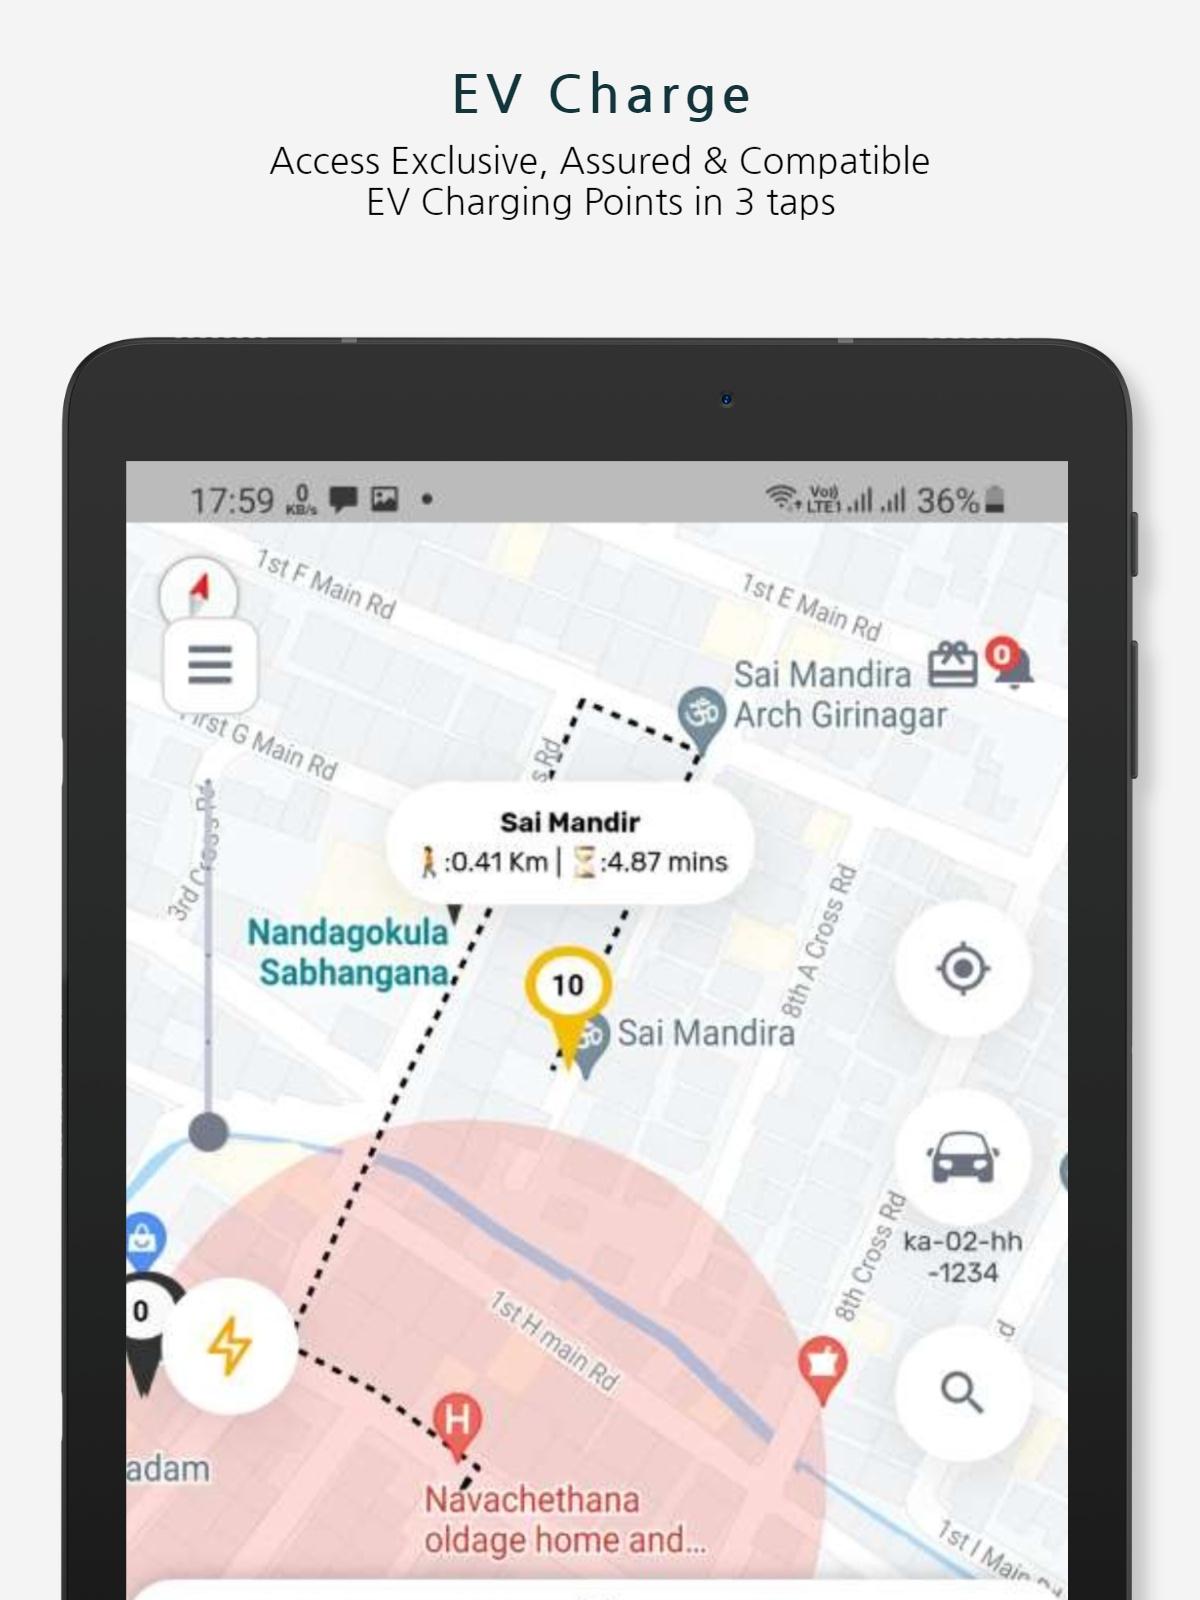 EV Charge
Access Exclusive, Assured & Compatible
EV Charging Points in 3 taps
17:59
0
KB/s
Vo))
LTE1
36%
1st F Main Rd
1st E Main Rd
Sai Mandira
Arch Girinagar
0
First G Main Rd
s Rd
Sai Mandir
:0.41 Km | :4.87 mins
3rd Cross Rd
Nandagokula
Sabhangana
10
Sai Mandira
8th A Cross Rd
ka-02-hh
-1234
8th Cross Rd
0
1st H main Rd
d
H
adam
Navachethana
oldage home and...
1st I Main Rd